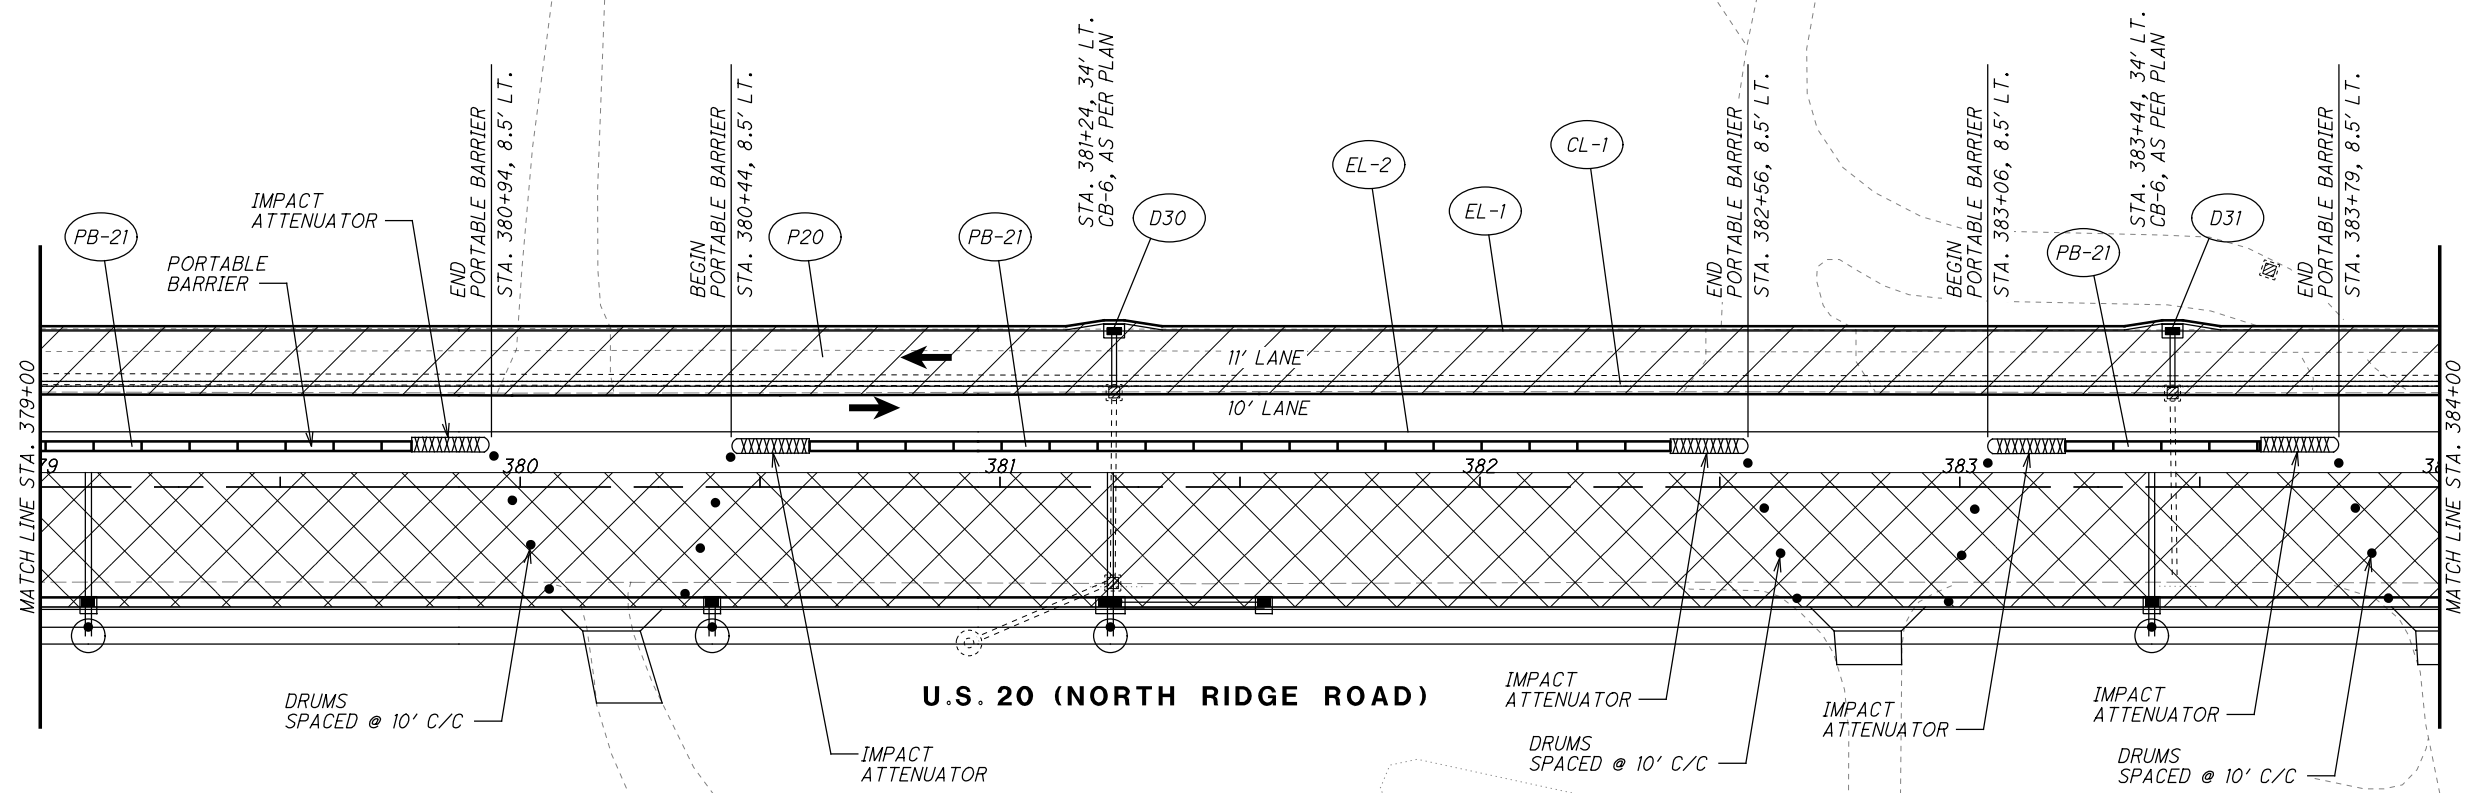 MATCH LINE STA. 379+00
PB-21
PORTABLE
BARRIER
IMPACT
ATTENUATOR
END
PORTABLE BARRIER
STA. 380+94, 8.5' LT.
BEGIN
PORTABLE BARRIER
STA. 380+44, 8.5' LT.
P20
PB-21
STA. 381+24, 34' LT.
CB-6, AS PER PLAN
D30
EL-2
EL-1
CL-1
END
PORTABLE BARRIER
STA. 382+56, 8.5' LT.
BEGIN
PORTABLE BARRIER
STA. 383+06, 8.5' LT.
PB-21
STA. 383+44, 34' LT.
CB-6, AS PER PLAN
D31
END
PORTABLE BARRIER
STA. 383+79, 8.5' LT.
MATCH LINE STA. 384+00
11' LANE
10' LANE
79
380
381
382
383
38
DRUMS
SPACED @ 10' C/C
IMPACT
ATTENUATOR
U.S. 20 (NORTH RIDGE ROAD)
IMPACT
ATTENUATOR
DRUMS
SPACED @ 10' C/C
IMPACT
ATTENUATOR
IMPACT
ATTENUATOR
DRUMS
SPACED @ 10' C/C